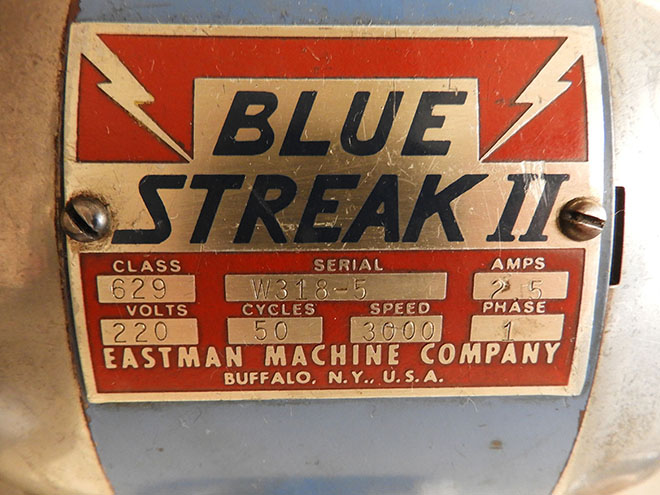 BLUE
STREAK II
CLASS SERIAL AMPS
629 W318-5 2.5
VOLTS CYCLES SPEED PHASE
220 50 3000 1
EASTMAN MACHINE COMPANY
BUFFALO, N.Y., U.S.A.